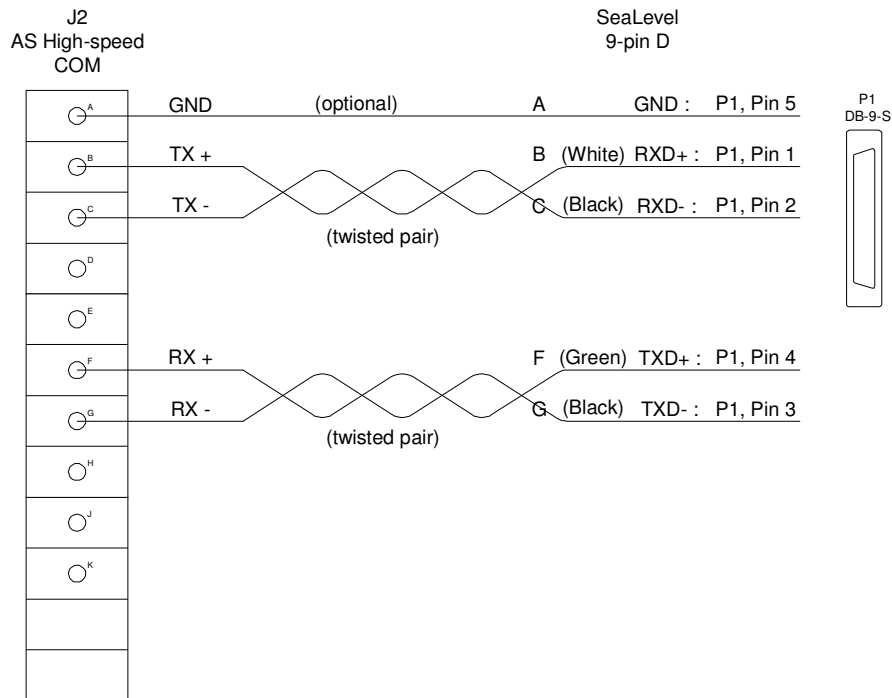 J2
AS High-speed
COM
SeaLevel
9-pin D
P1
DB-9-S
A GND (optional) A GND : P1, Pin 5
B TX + B (White) RXD+ : P1, Pin 1
C TX - C (Black) RXD- : P1, Pin 2
(twisted pair)
D
E
F RX + F (Green) TXD+ : P1, Pin 4
G RX - G (Black) TXD- : P1, Pin 3
(twisted pair)
H
J
K